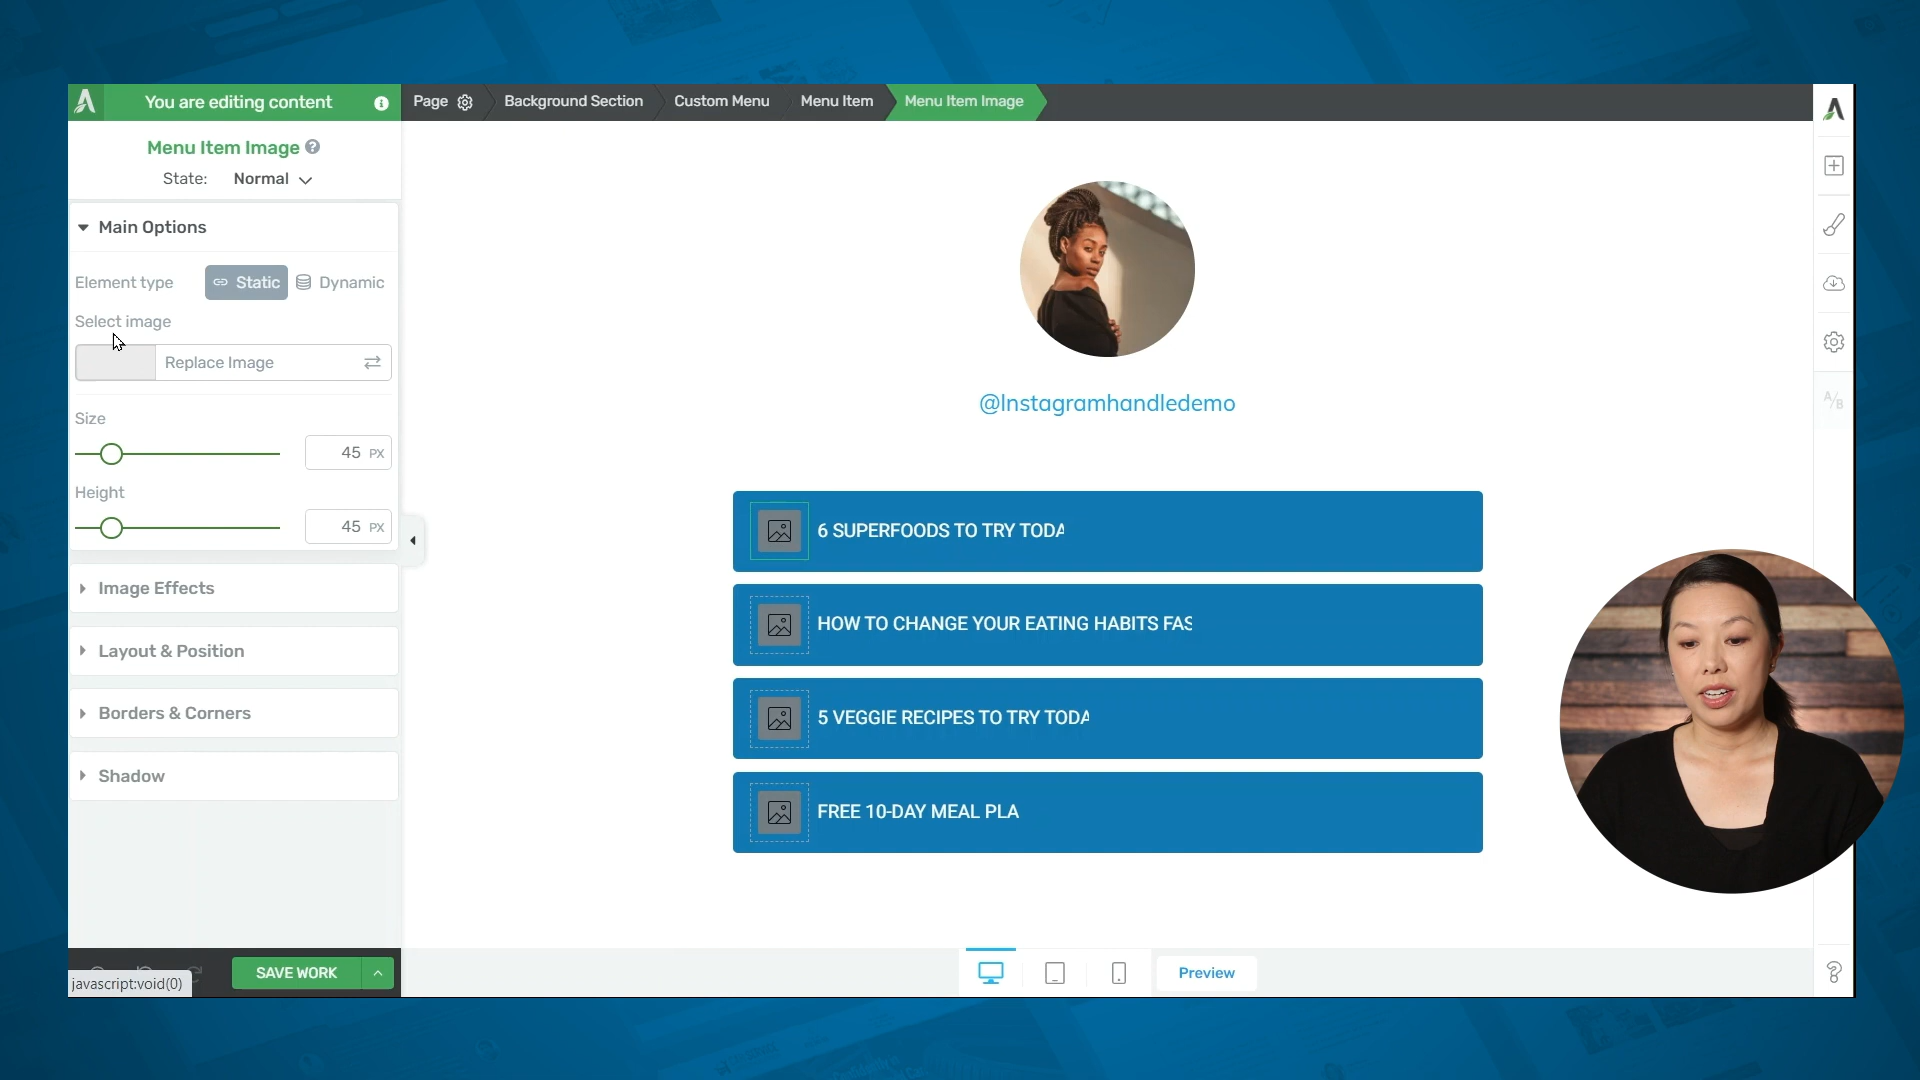 You are editing content
Page
Background Section
Custom Menu
Menu Item
Menu Item Image
Menu Item Image
State: Normal
Main Options
Element type Static Dynamic
Select image
Replace Image
Size
45 PX
Height
45 PX
Image Effects
Layout & Position
Borders & Corners
Shadow
SAVE WORK
javascript:void(0)
@Instagramhandledemo
6 SUPERFOODS TO TRY TODA
HOW TO CHANGE YOUR EATING HABITS FAS
5 VEGGIE RECIPES TO TRY TODA
FREE 10-DAY MEAL PLA
Preview
A/B